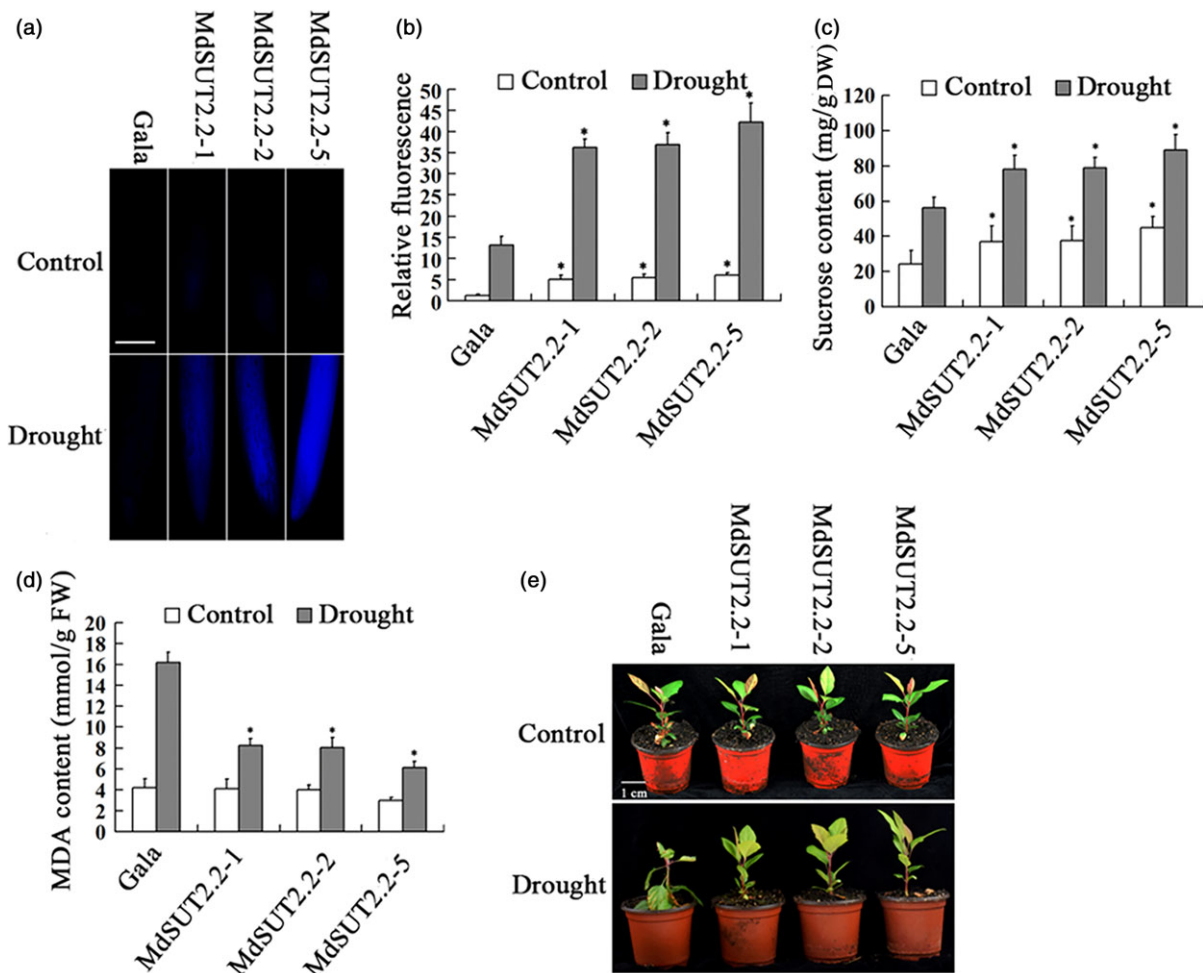 (a)
Gala
MdSUT2.2-1
MdSUT2.2-2
MdSUT2.2-5
Control
Drought
(b)
Control Drought
Relative fluorescence
50
45
40
35
30
25
20
15
10
5
0
* * * * * *
Gala
MdSUT2.2-1
MdSUT2.2-2
MdSUT2.2-5
(c)
Control Drought
Sucrose content (mg/g DW)
120
100
80
60
40
20
0
* * * * * *
Gala
MdSUT2.2-1
MdSUT2.2-2
MdSUT2.2-5
(d)
Control Drought
MDA content (mmol/g FW)
20
18
16
14
12
10
8
6
4
2
0
* * *
Gala
MdSUT2.2-1
MdSUT2.2-2
MdSUT2.2-5
(e)
Gala
MdSUT2.2-1
MdSUT2.2-2
MdSUT2.2-5
Control
1 cm
Drought